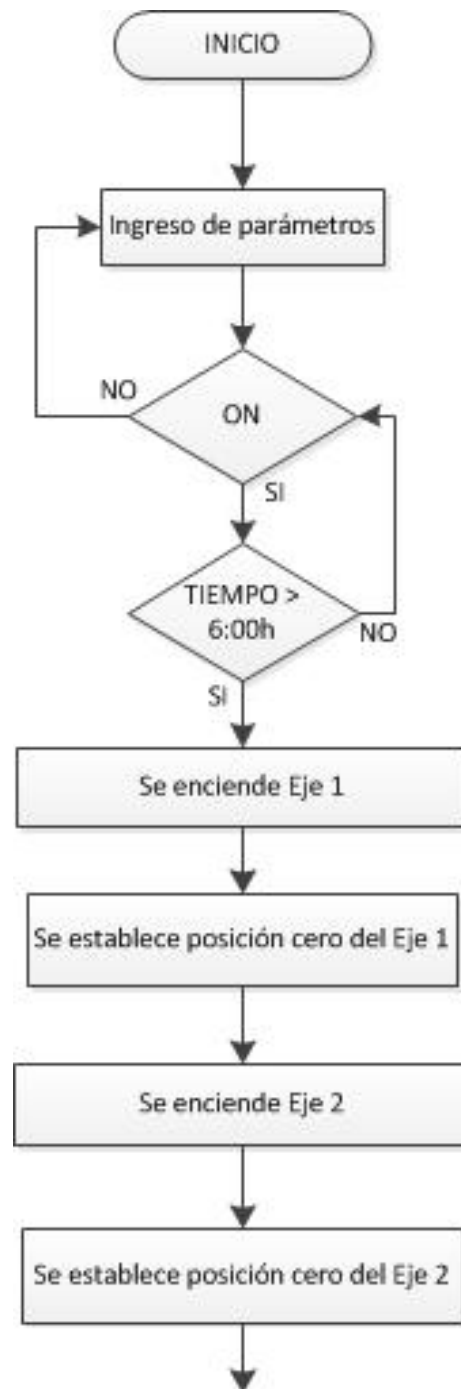 INICIO
Ingreso de parámetros
NO
ON
SI
TIEMPO >
6:00h
NO
SI
Se enciende Eje 1
Se establece posición cero del Eje 1
Se enciende Eje 2
Se establece posición cero del Eje 2